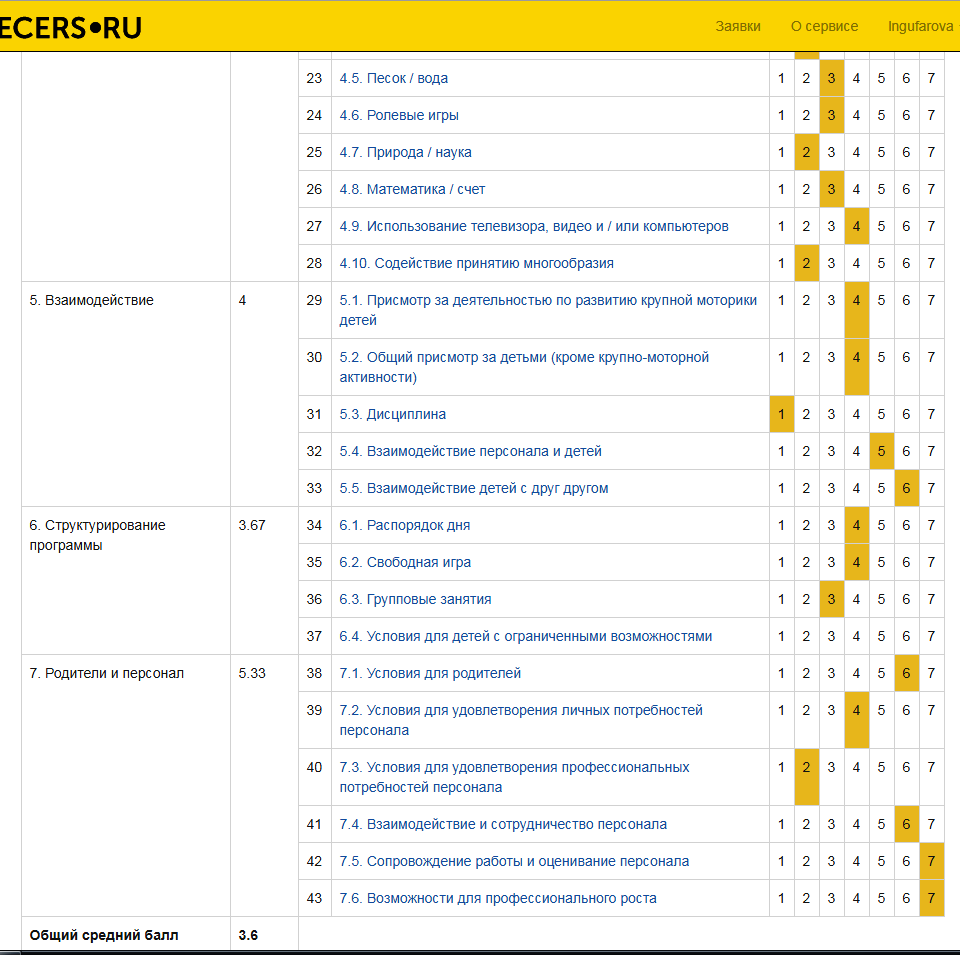 ECERS•RU Заявки О сервисе Ingufarova
23 4.5. Песок / вода 1 2 3 4 5 6 7
24 4.6. Ролевые игры 1 2 3 4 5 6 7
25 4.7. Природа / наука 1 2 3 4 5 6 7
26 4.8. Математика / счет 1 2 3 4 5 6 7
27 4.9. Использование телевизора, видео и / или компьютеров 1 2 3 4 5 6 7
28 4.10. Содействие принятию многообразия 1 2 3 4 5 6 7
5. Взаимодействие 4 29 5.1. Присмотр за деятельностью по развитию крупной моторики 1 2 3 4 5 6 7
детей
30 5.2. Общий присмотр за детьми (кроме крупно-моторной 1 2 3 4 5 6 7
активности)
31 5.3. Дисциплина 1 2 3 4 5 6 7
32 5.4. Взаимодействие персонала и детей 1 2 3 4 5 6 7
33 5.5. Взаимодействие детей с друг другом 1 2 3 4 5 6 7
6. Структурирование 3.67 34 6.1. Распорядок дня 1 2 3 4 5 6 7
программы
35 6.2. Свободная игра 1 2 3 4 5 6 7
36 6.3. Групповые занятия 1 2 3 4 5 6 7
37 6.4. Условия для детей с ограниченными возможностями 1 2 3 4 5 6 7
7. Родители и персонал 5.33 38 7.1. Условия для родителей 1 2 3 4 5 6 7
39 7.2. Условия для удовлетворения личных потребностей 1 2 3 4 5 6 7
персонала
40 7.3. Условия для удовлетворения профессиональных 1 2 3 4 5 6 7
потребностей персонала
41 7.4. Взаимодействие и сотрудничество персонала 1 2 3 4 5 6 7
42 7.5. Сопровождение работы и оценивание персонала 1 2 3 4 5 6 7
43 7.6. Возможности для профессионального роста 1 2 3 4 5 6 7
Общий средний балл 3.6